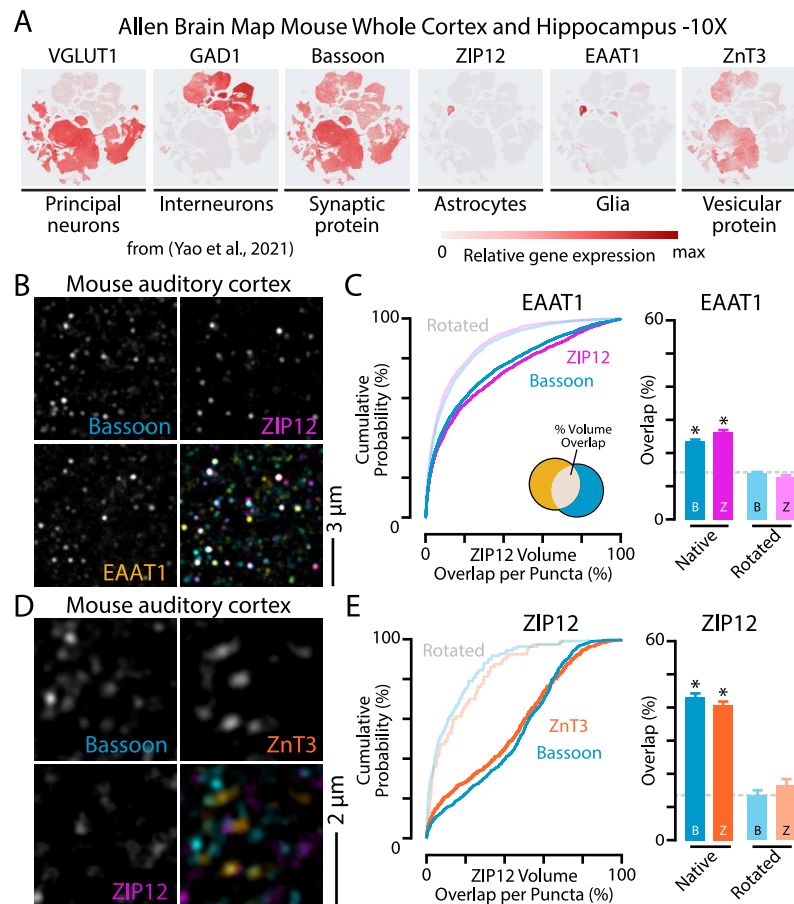 A
Allen Brain Map Mouse Whole Cortex and Hippocampus -10X
VGLUT1
GAD1
Bassoon
ZIP12
EAAT1
ZnT3
Principal
neurons
Interneurons
Synaptic
protein
Astrocytes
Glia
Vesicular
protein
from (Yao et al., 2021)
0
Relative gene expression
max
B
Mouse auditory cortex
Bassoon
ZIP12
EAAT1
3 μm
C
EAAT1
Cumulative
Probability (%)
100
0
Rotated
ZIP12
Bassoon
% Volume
Overlap
0
100
ZIP12 Volume
Overlap per Puncta (%)
EAAT1
Overlap (%)
60
0
*
*
B
Z
B
Z
Native
Rotated
D
Mouse auditory cortex
Bassoon
ZnT3
ZIP12
2 μm
E
ZIP12
Cumulative
Probability (%)
100
0
Rotated
ZnT3
Bassoon
0
100
ZIP12 Volume
Overlap per Puncta (%)
ZIP12
Overlap (%)
60
0
*
*
B
Z
B
Z
Native
Rotated